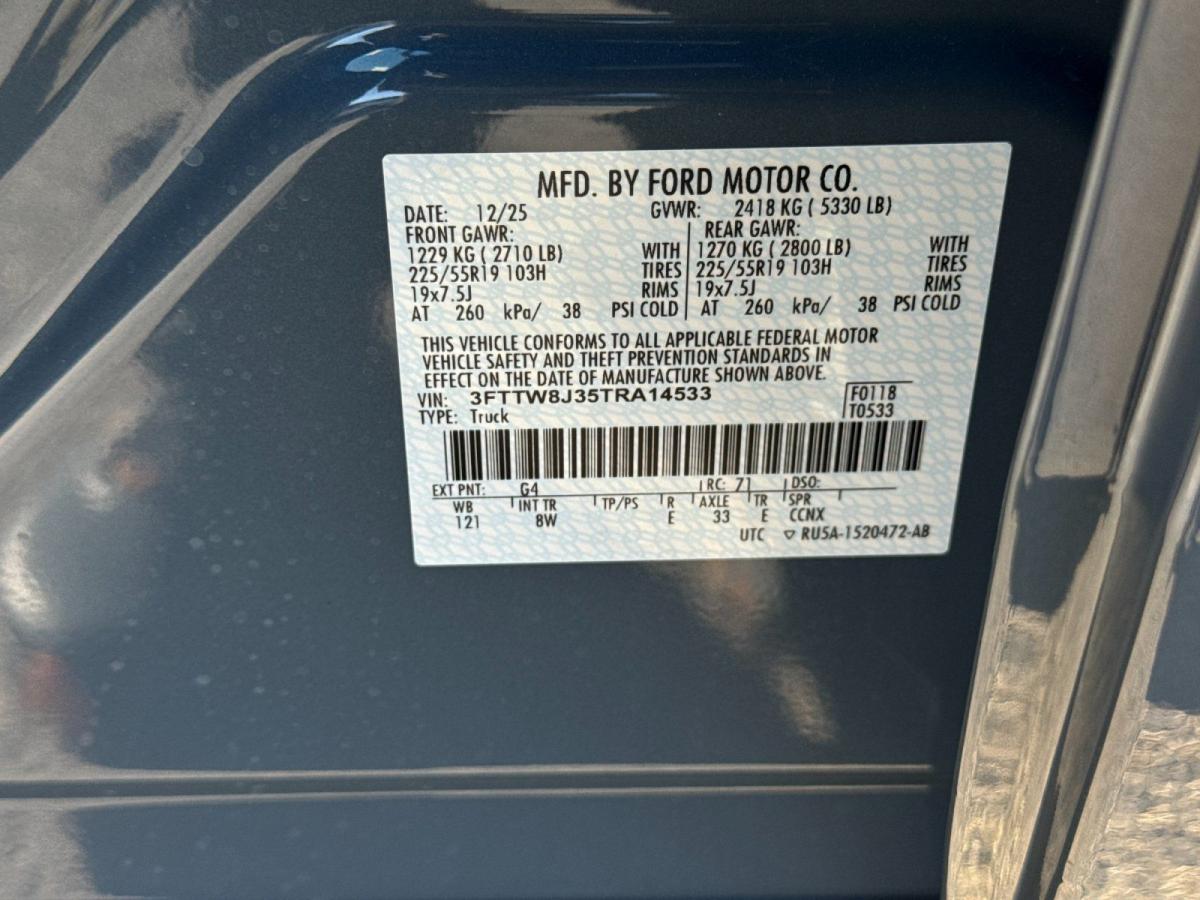 MFD. BY FORD MOTOR CO.
DATE: 12/25 GVWR: 2418 KG ( 5330 LB)
FRONT GAWR: REAR GAWR:
1229 KG ( 2710 LB) WITH 1270 KG ( 2800 LB) WITH
225/55R19 103H TIRES 225/55R19 103H TIRES
19x7.5J RIMS 19x7.5J RIMS
AT 260 kPa/ 38 PSI COLD AT 260 kPa/ 38 PSI COLD
THIS VEHICLE CONFORMS TO ALL APPLICABLE FEDERAL MOTOR
VEHICLE SAFETY AND THEFT PREVENTION STANDARDS IN
EFFECT ON THE DATE OF MANUFACTURE SHOWN ABOVE.
VIN: 3FTTW8J35TRA14533 F0118
TYPE: Truck T0533
EXT PNT: G4 RC: 71 DSO:
WB INT TR TP/PS R AXLE TR SPR
121 8W E 33 E CCNX
UTC ▽ RU5A-1520472-AB